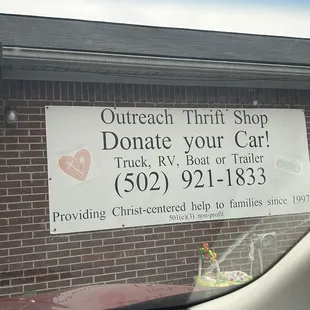 Outreach Thrift Shop
Donate your Car!
Truck, RV, Boat or Trailer
(502) 921-1833
Providing Christ-centered help to families since 1997
501(c)(3) non-profit